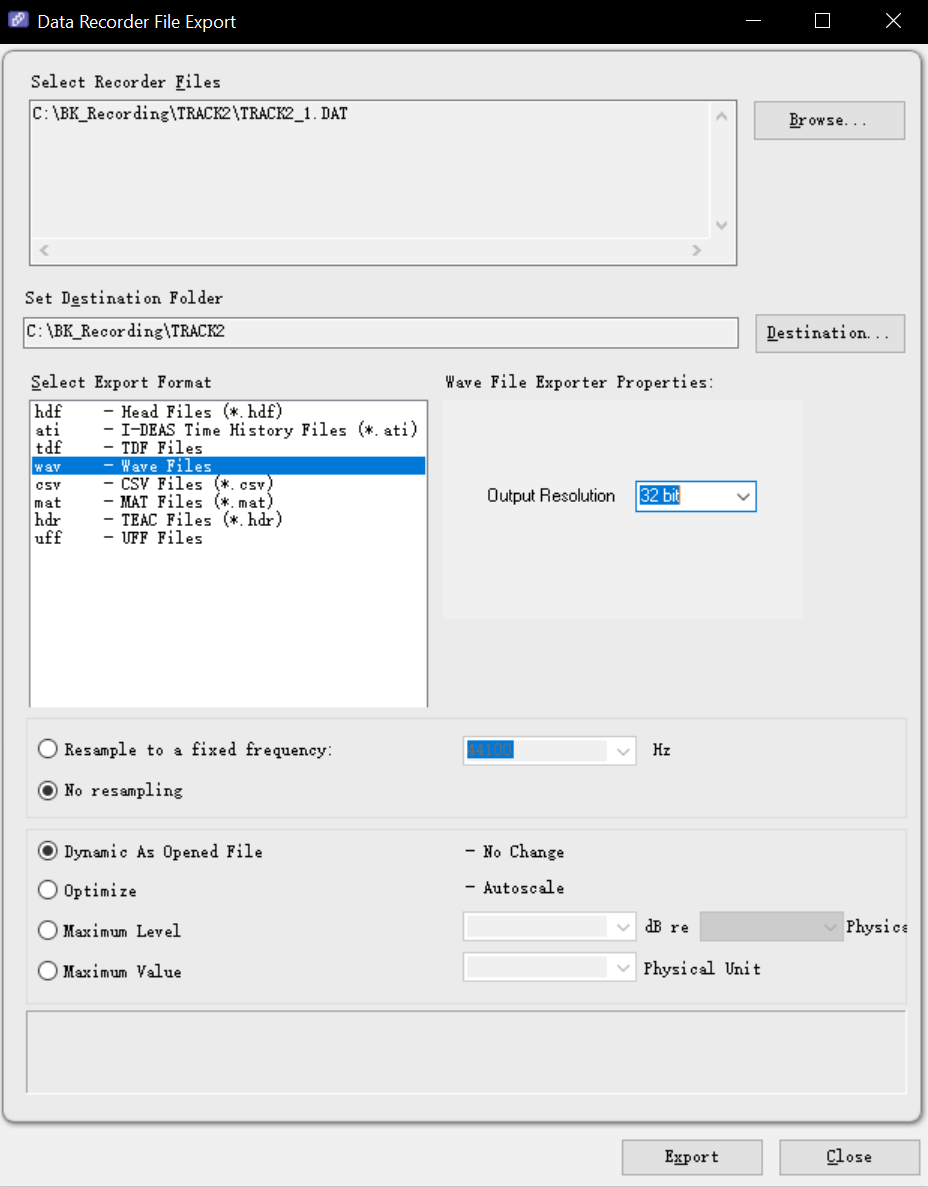 Data Recorder File Export
Select Recorder Files
C:\BK_Recording\TRACK2\TRACK2_1.DAT
Browse...
Set Destination Folder
C:\BK_Recording\TRACK2
Destination...
Select Export Format
hdf - Head Files (*.hdf)
ati - I-DEAS Time History Files (*.ati)
tdf - TDF Files
wav - Wave Files
csv - CSV Files (*.csv)
mat - MAT Files (*.mat)
hdr - TEAC Files (*.hdr)
uff - UFF Files
Wave File Exporter Properties:
Output Resolution 32 bit
Resample to a fixed frequency: 44100 Hz
No resampling
Dynamic As Opened File - No Change
Optimize - Autoscale
Maximum Level dB re Physica
Maximum Value Physical Unit
Export Close